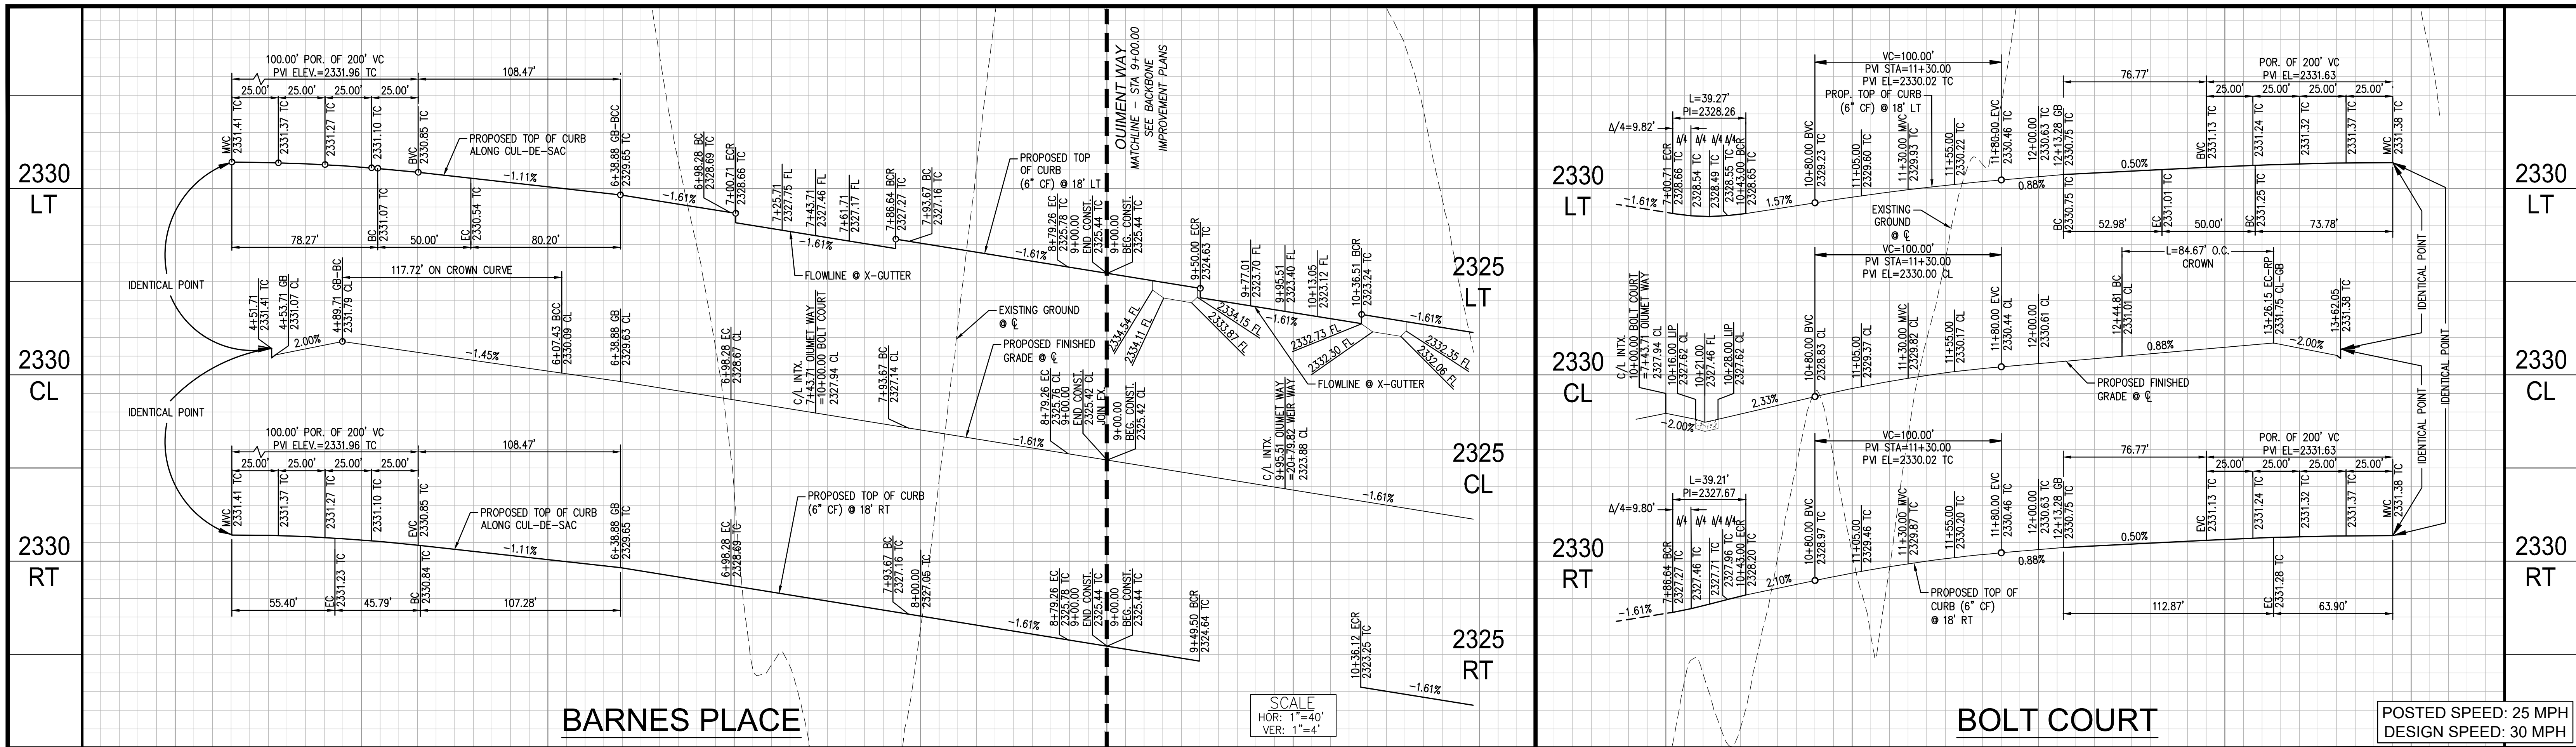 2330
LT
2330
CL
2330
RT
IDENTICAL POINT
IDENTICAL POINT
100.00' POR. OF 200' VC
PVI ELEV.=2331.96 TC
108.47'
25.00'
25.00'
25.00'
25.00'
MVC
2331.41 TC
2331.37 TC
2331.27 TC
2331.10 TC
BVC
2330.85 TC
PROPOSED TOP OF CURB
ALONG CUL-DE-SAC
-1.11%
6+38.88 GB-BCC
2329.65 TC
BC
2331.07 TC
EC
2330.54 TC
78.27'
50.00'
80.20'
-1.61%
6+98.28 BC
2328.69 TC
7+00.71 ECR
2328.66 TC
7+25.71
2327.75 FL
7+43.71
2327.46 FL
7+61.71
2327.17 FL
-1.61%
FLOWLINE @ X-GUTTER
7+86.64 BCR
2327.27 TC
7+93.67 BC
2327.16 TC
PROPOSED TOP
OF CURB
(6" CF) @ 18' LT
-1.61%
8+79.26 EC
2325.78 TC
9+00.00
END CONST.
2325.44 TC
9+00.00
BEG. CONST.
2325.44 TC
OUIMENT WAY
MATCHLINE - STA 9+00.00
SEE BACKBONE
IMPROVEMENT PLANS
9+50.00 ECR
2324.63 TC
9+77.01
2323.70 FL
9+95.51
2323.40 FL
10+13.05
2323.12 FL
10+36.51 BCR
2323.24 TC
-1.61%
-1.61%
2334.54 FL
2334.11 FL
2334.15 FL
2333.87 FL
2332.73 FL
2332.30 FL
2332.35 FL
2332.06 FL
FLOWLINE @ X-GUTTER
2325
LT
4+51.71
2331.41 TC
4+53.71 GB
2331.07 CL
4+89.71 GB-BC
2331.79 CL
117.72' ON CROWN CURVE
2.00%
-1.45%
6+07.43 BCC
2330.09 CL
6+38.88 GB
2329.63 CL
6+98.28 EC
2328.67 CL
C/L INTX.
7+43.71 OIUMET WAY
=10+00.00 BOLT COURT
2327.94 CL
7+93.67 BC
2327.14 CL
EXISTING GROUND
@ ℄
PROPOSED FINISHED
GRADE @ ℄
-1.61%
8+79.26 EC
2325.76 CL
9+00.00
END CONST.
2325.42 CL
JOIN EX.
9+00.00
BEG. CONST.
2325.42 CL
C/L INTX.
9+95.51 OIUMET WAY
=20+79.82 WEIR WAY
2323.88 CL
-1.61%
2325
CL
100.00' POR. OF 200' VC
PVI ELEV.=2331.96 TC
108.47'
25.00'
25.00'
25.00'
25.00'
MVC
2331.41 TC
2331.37 TC
2331.27 TC
2331.10 TC
EVC
2330.85 TC
PROPOSED TOP OF CURB
ALONG CUL-DE-SAC
-1.11%
6+38.88 GB
2329.65 TC
EC
2331.23 TC
BC
2330.84 TC
55.40'
45.79'
107.28'
6+98.28 EC
2328.69 TC
PROPOSED TOP OF CURB
(6" CF) @ 18' RT
7+93.67 BC
2327.16 TC
8+00.00
2327.05 TC
-1.61%
8+79.26 EC
2325.78 TC
9+00.00
END CONST.
2325.44 TC
9+00.00
BEG. CONST.
2325.44 TC
-1.61%
9+49.50 BCR
2324.64 TC
10+36.12 ECR
2323.25 TC
-1.61%
2325
RT
BARNES PLACE
SCALE
HOR: 1"=40'
VER: 1"=4'
2330
LT
2330
CL
2330
RT
L=39.27'
PI=2328.26
Δ/4=9.82'
Δ/4
Δ/4
Δ/4
-1.61%
7+00.71 ECR
2328.66 TC
2328.54 TC
2328.49 TC
2328.55 TC
10+43.00 BCR
2328.65 TC
1.57%
VC=100.00'
PVI STA=11+30.00
PVI EL=2330.02 TC
PROP. TOP OF CURB
(6" CF) @ 18' LT
10+80.00 BVC
2329.23 TC
11+05.00
2329.60 TC
11+30.00 MVC
2329.93 TC
11+55.00
2330.22 TC
11+80.00 EVC
2330.46 TC
12+00.00
2330.63 TC
12+13.28 GB
2330.75 TC
0.88%
EXISTING
GROUND
@ ℄
76.77'
POR. OF 200' VC
PVI EL=2331.63
25.00'
25.00'
25.00'
25.00'
0.50%
BVC
2331.13 TC
2331.24 TC
2331.32 TC
2331.37 TC
MVC
2331.38 TC
BC
2330.75 TC
EC
2331.01 TC
BC
2331.25 TC
52.98'
50.00'
73.78'
C/L INTX.
10+00.00 BOLT COURT
=7+43.71 OIUMET WAY
2327.94 CL
10+16.00 LIP
2327.62 CL
10+21.00
2327.46 FL
10+28.00 LIP
2327.62 CL
-2.00%
2.33%
VC=100.00'
PVI STA=11+30.00
PVI EL=2330.00 CL
10+80.00 BVC
2328.83 CL
11+05.00
2329.37 CL
11+30.00 MVC
2329.82 CL
11+55.00
2330.17 CL
11+80.00 EVC
2330.44 CL
12+00.00
2330.61 CL
L=84.67' O.C.
CROWN
12+44.81 BC
2331.01 CL
0.88%
PROPOSED FINISHED
GRADE @ ℄
13+26.15 EC-RP
2331.75 CL-GB
-2.00%
13+62.05
2331.38 TC
IDENTICAL POINT
IDENTICAL POINT
IDENTICAL POINT
L=39.21'
PI=2327.67
Δ/4=9.80'
Δ/4
Δ/4
Δ/4
-1.61%
7+86.64 BCR
2327.27 TC
2327.46 TC
2327.71 TC
2327.96 TC
10+43.00 ECR
2328.20 TC
2.10%
VC=100.00'
PVI STA=11+30.00
PVI EL=2330.02 TC
10+80.00 BVC
2328.97 TC
11+05.00
2329.46 TC
11+30.00 MVC
2329.87 TC
11+55.00
2330.20 TC
11+80.00 EVC
2330.46 TC
12+00.00
2330.63 TC
12+13.28 GB
2330.75 TC
0.88%
PROPOSED TOP OF
CURB (6" CF)
@ 18' RT
76.77'
POR. OF 200' VC
PVI EL=2331.63
25.00'
25.00'
25.00'
25.00'
0.50%
EVC
2331.13 TC
2331.24 TC
2331.32 TC
2331.37 TC
MVC
2331.38 TC
EC
2331.28 TC
112.87'
63.90'
2330
LT
2330
CL
2330
RT
BOLT COURT
POSTED SPEED: 25 MPH
DESIGN SPEED: 30 MPH